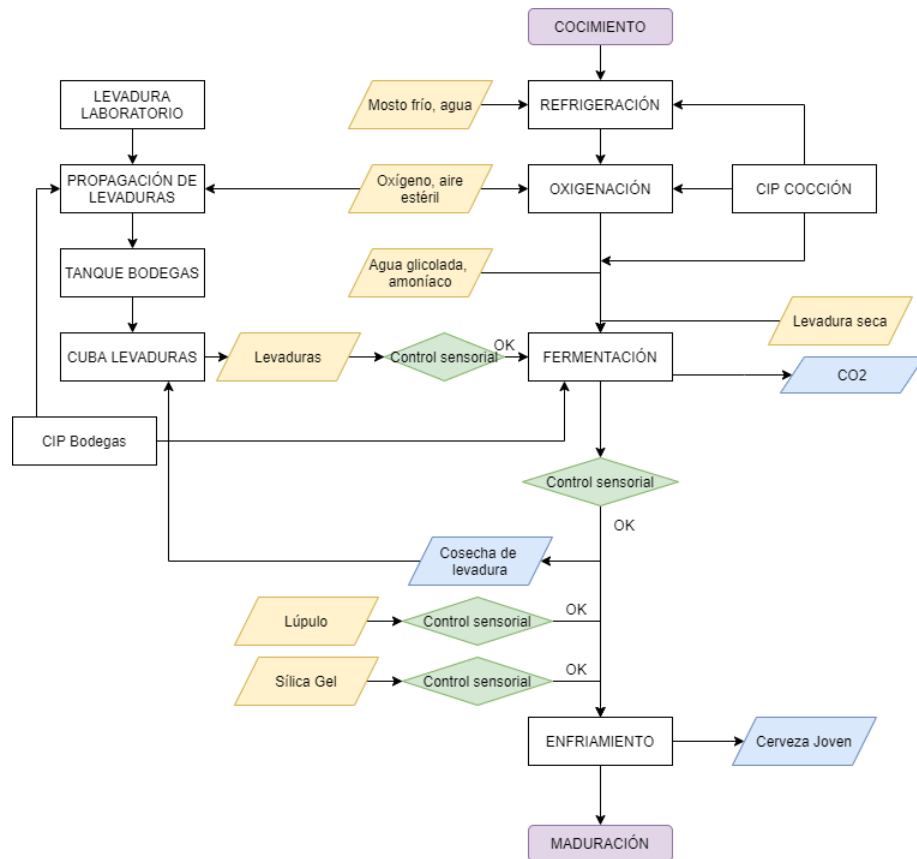 COCIMIENTO
LEVADURA
LABORATORIO
Mosto frío, agua
REFRIGERACIÓN
PROPAGACIÓN DE
LEVADURAS
Oxígeno, aire
estéril
OXIGENACIÓN
CIP COCCIÓN
TANQUE BODEGAS
Agua glicolada,
amoníaco
Levadura seca
CUBA LEVADURAS
Levaduras
Control sensorial
OK
FERMENTACIÓN
CO2
CIP Bodegas
Control sensorial
OK
Cosecha de
levadura
Lúpulo
Control sensorial
OK
Sílica Gel
Control sensorial
OK
ENFRIAMIENTO
Cerveza Joven
MADURACIÓN